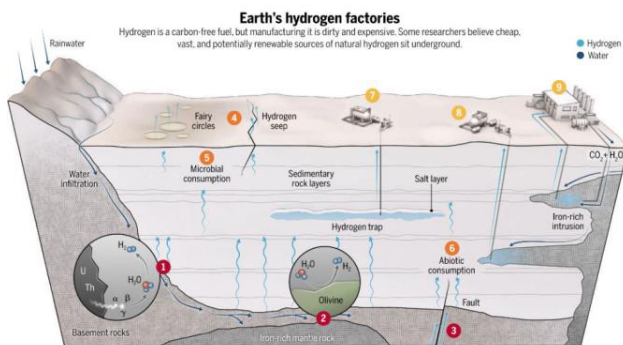 Earth's hydrogen factories
Hydrogen is a carbon-free fuel, but manufacturing it is dirty and expensive. Some researchers believe cheap,
vast, and potentially renewable sources of natural hydrogen sit underground.
Hydrogen
Water
Rainwater
7
8
9
Fairy
circles
4
Hydrogen
seep
5
Microbial
consumption
Sedimentary
rock layers
Salt layer
CO₂ + H₂O
Water
infiltration
Hydrogen trap
Iron-rich
intrusion
6
Abiotic
consumption
H₂
U
Th
H₂O
α
β
γ
1
H₂O
H₂
Olivine
2
Fault
3
Basement rocks
Iron-rich mantle rock